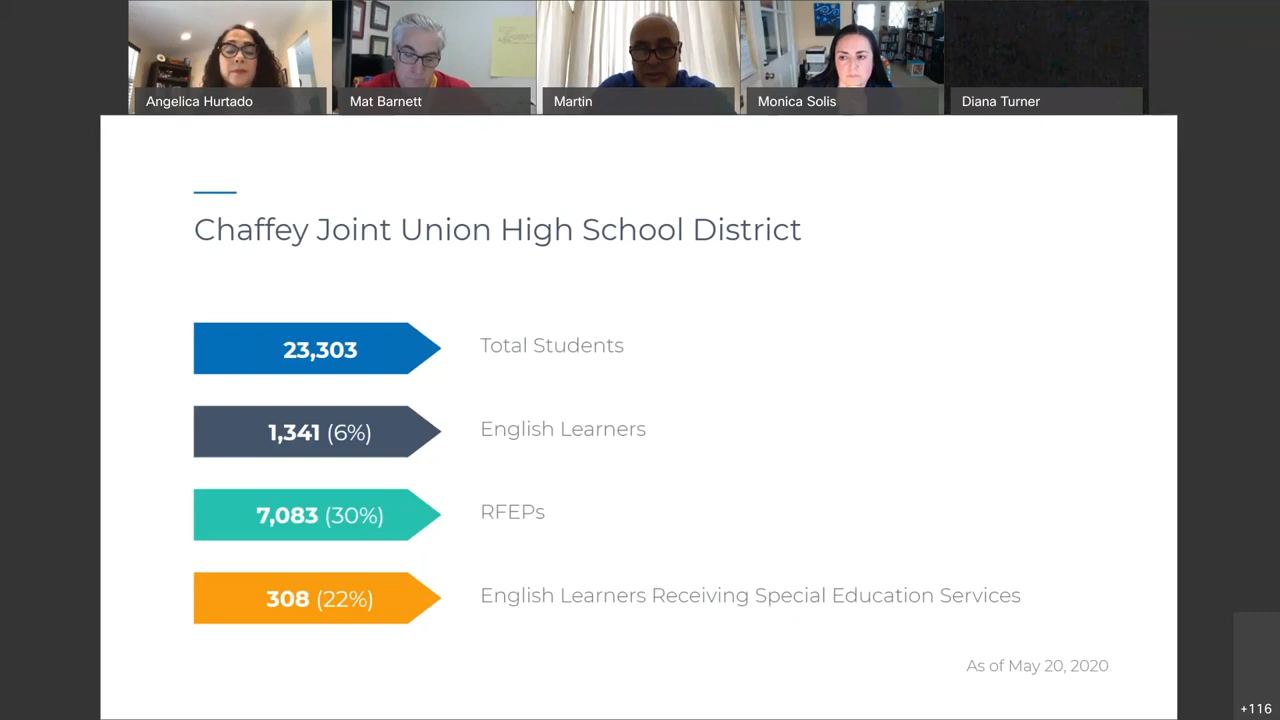 Angelica Hurtado
Mat Barnett
Martin
Monica Solis
Diana Turner
Chaffey Joint Union High School District
23,303
Total Students
1,341 (6%)
English Learners
7,083 (30%)
RFEPs
308 (22%)
English Learners Receiving Special Education Services
As of May 20, 2020
+116